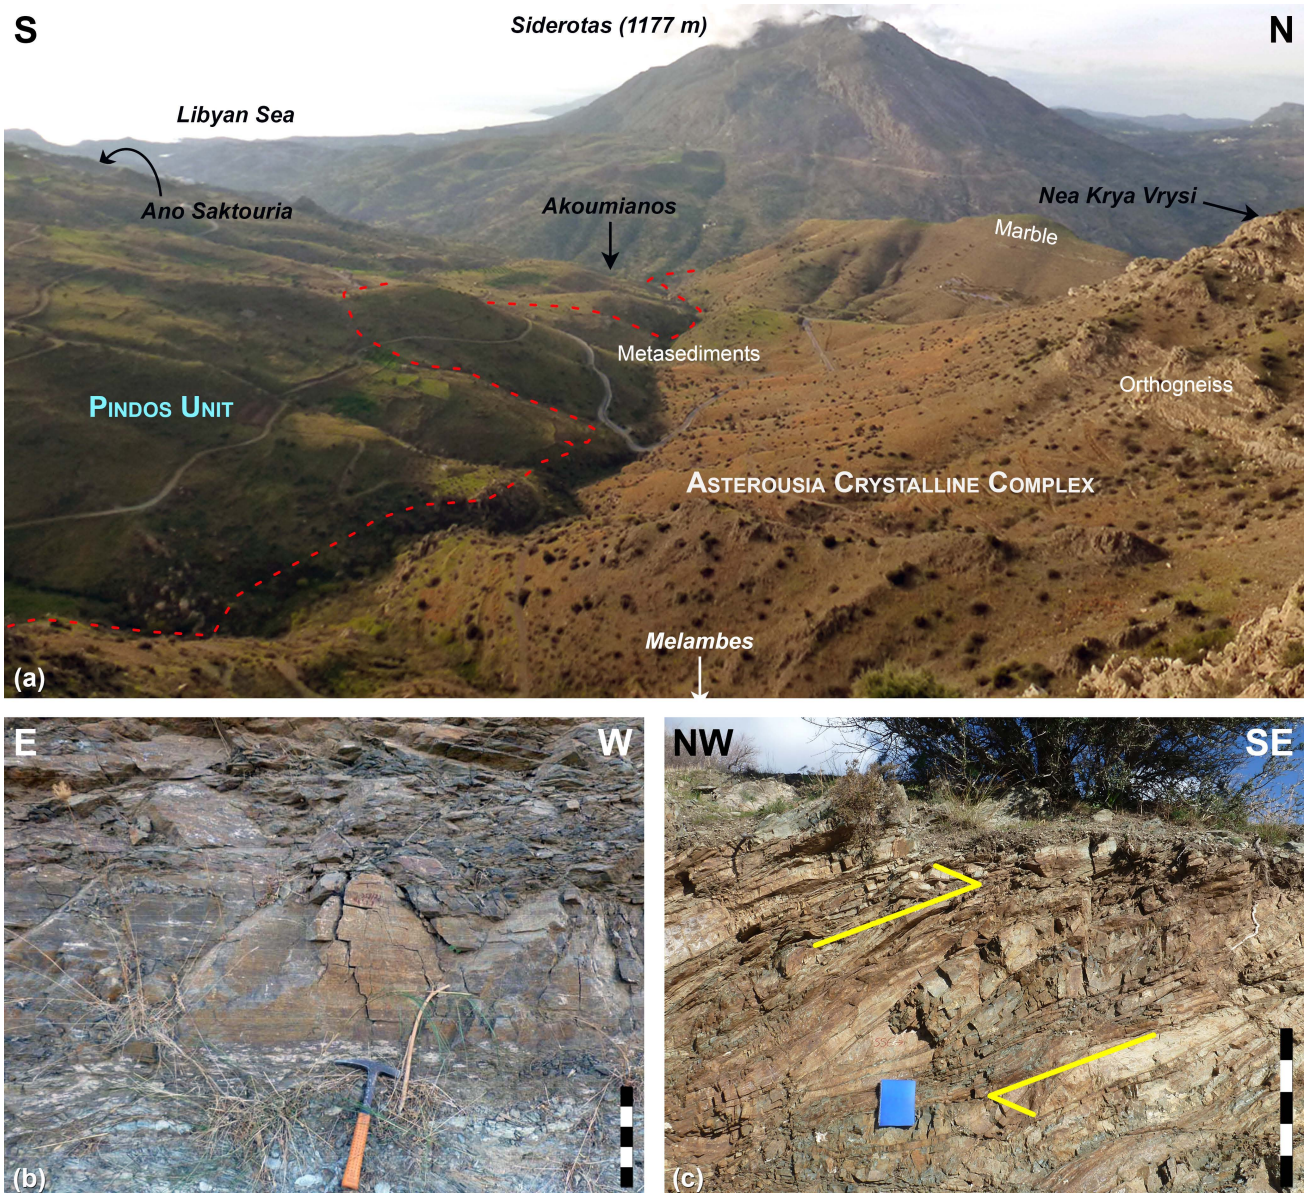 S
Siderotas (1177 m)
N
Libyan Sea
Ano Saktouria
Akoumianos
Nea Krya Vrysi
Marble
Metasediments
Orthogneiss
PINDOS UNIT
ASTEROUSIA CRYSTALLINE COMPLEX
Melambes
(a)
E
W
(b)
NW
SE
(c)